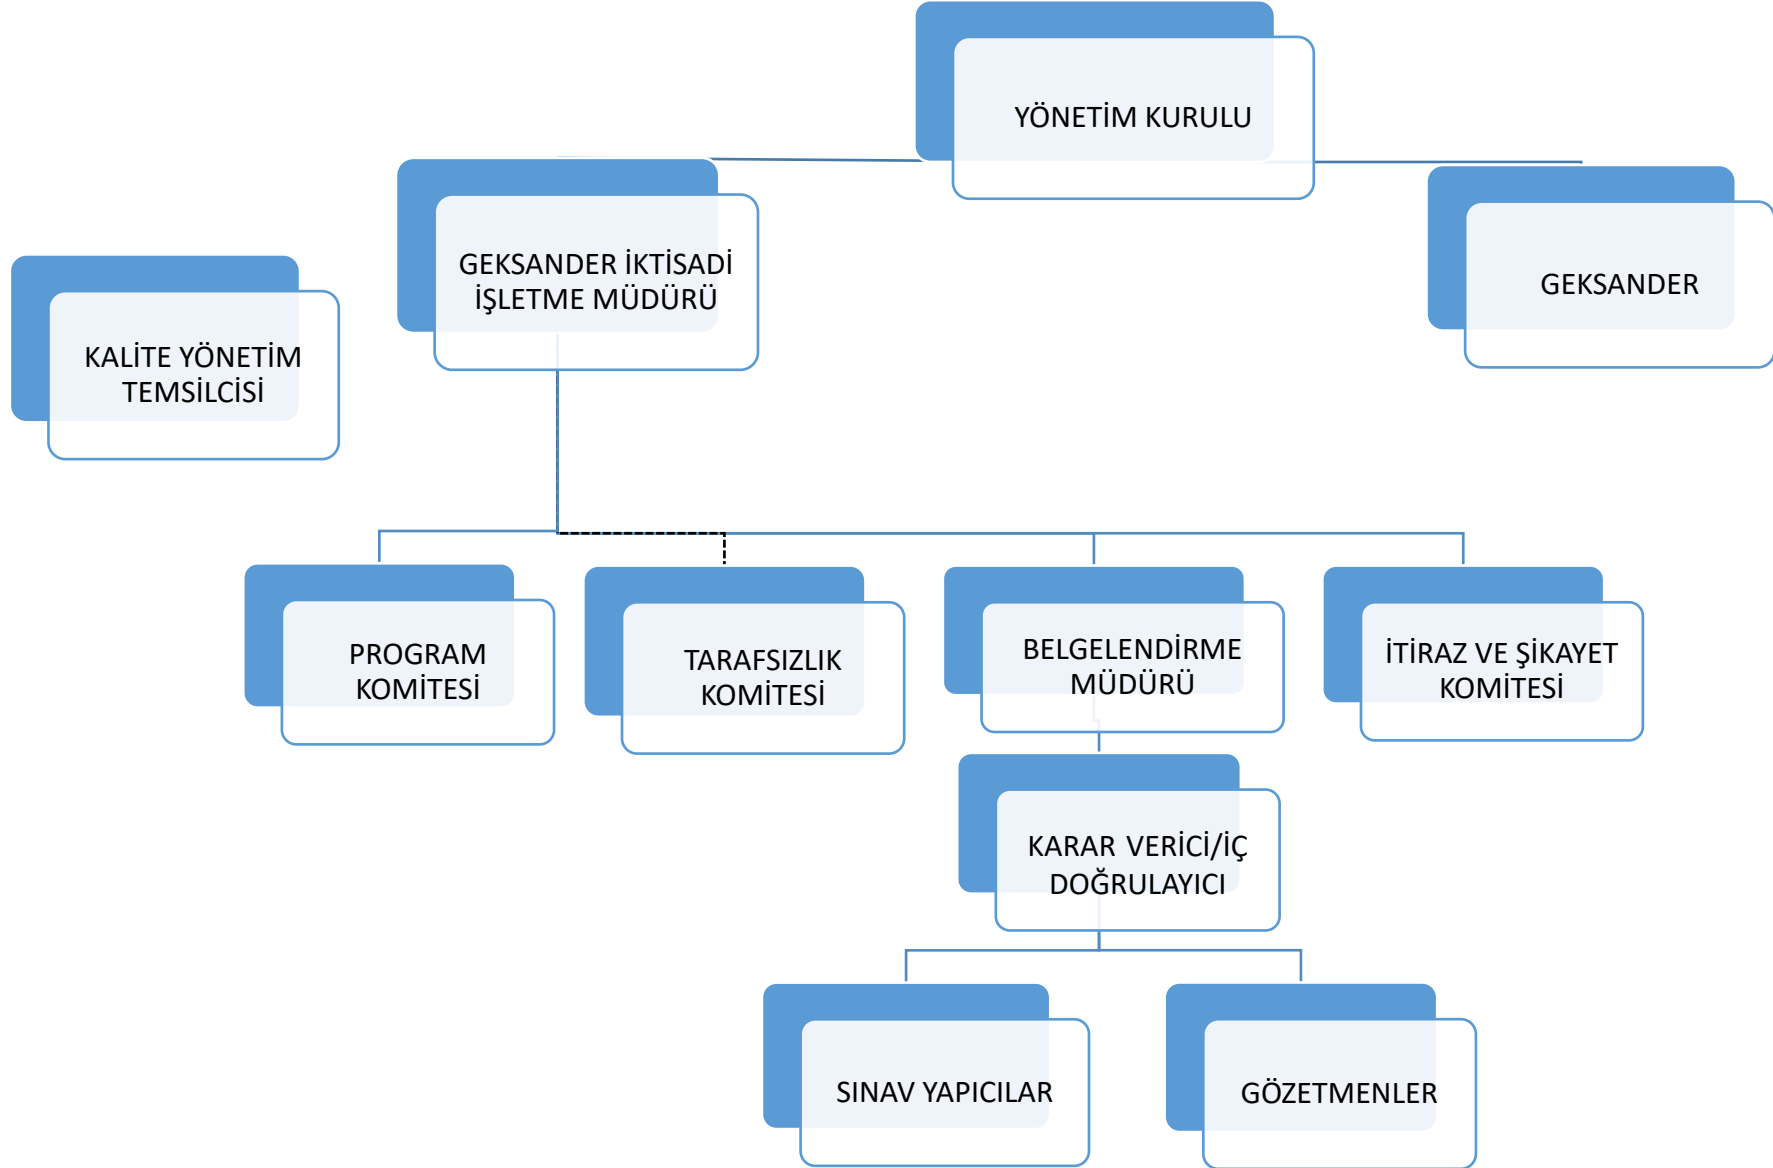 YÖNETİM KURULU
GEKSANDER İKTİSADİ
İŞLETME MÜDÜRÜ
GEKSANDER
KALİTE YÖNETİM
TEMSİLCİSİ
PROGRAM
KOMİTESİ
TARAFSIZLIK
KOMİTESİ
BELGELENDİRME
MÜDÜRÜ
İTİRAZ VE ŞİKAYET
KOMİTESİ
KARAR VERİCİ/İÇ
DOĞRULAYICI
SINAV YAPICILAR
GÖZETMENLER